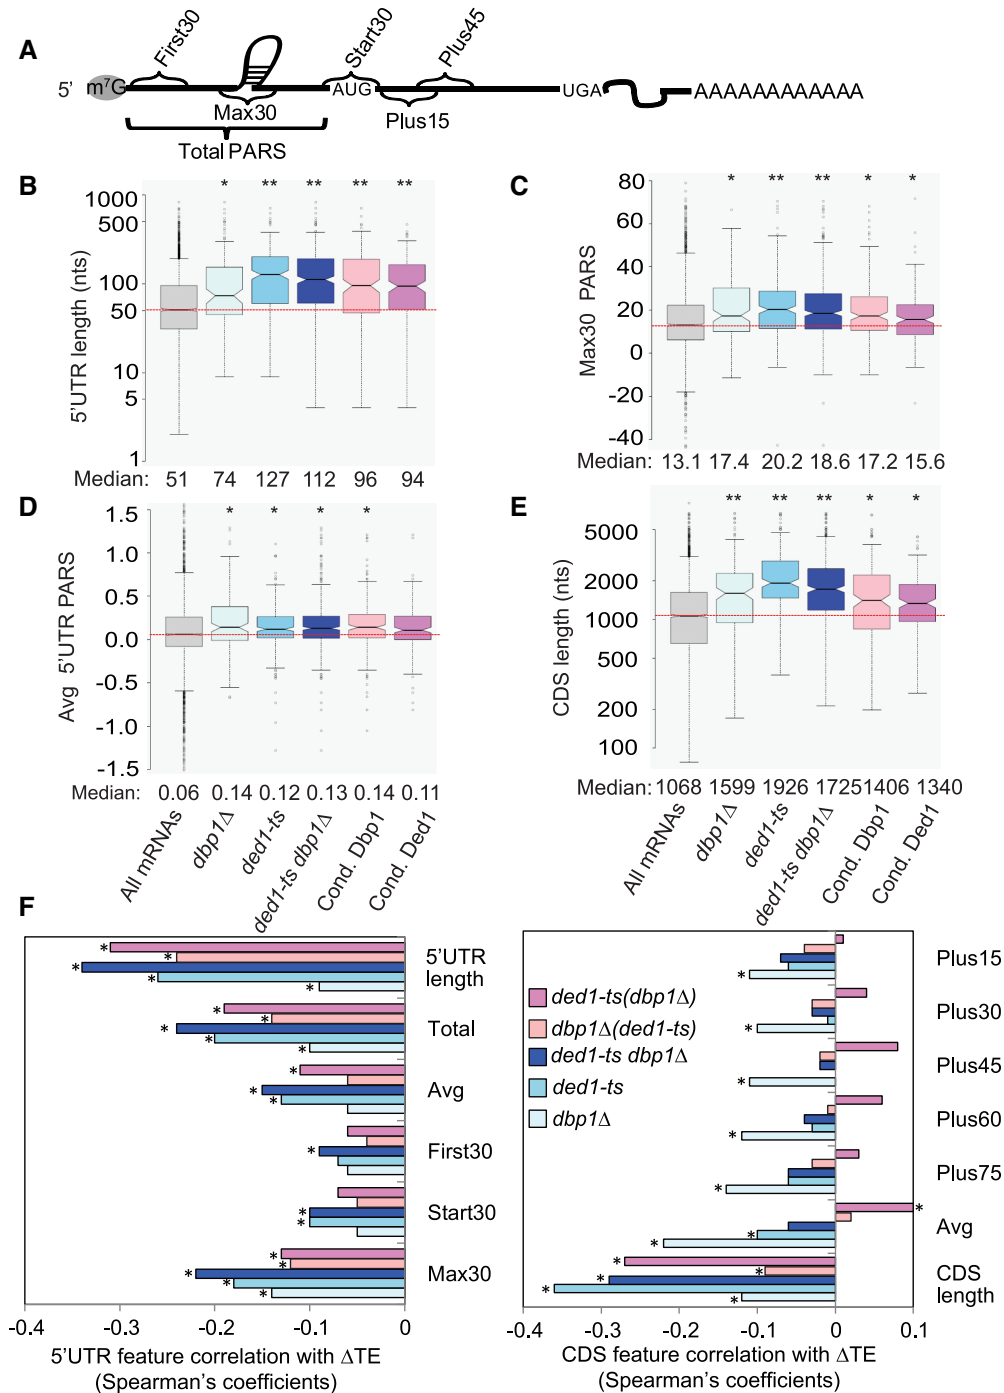 A
First30
Start30
Plus45
5' m⁷G AUG UGA AAAAAAAAAAAA
Max30
Plus15
Total PARS
B
* ** ** ** **
1000
500
100
50
10
5
1
5'UTR length (nts)
Median: 51 74 127 112 96 94
C
* ** ** * *
80
60
40
20
0
-20
-40
Max30 PARS
Median: 13.1 17.4 20.2 18.6 17.2 15.6
D
* * * *
1.5
1.0
0.5
0.0
-0.5
-1.0
-1.5
Avg 5'UTR PARS
Median: 0.06 0.14 0.12 0.13 0.14 0.11
All mRNAs
dbp1Δ
ded1-ts
ded1-ts dbp1Δ
Cond. Dbp1
Cond. Ded1
E
** ** ** * *
5000
2000
1000
500
200
100
CDS length (nts)
Median: 1068 1599 1926 1725 1406 1340
All mRNAs
dbp1Δ
ded1-ts
ded1-ts dbp1Δ
Cond. Dbp1
Cond. Ded1
F
* * * * *
5'UTR
length
* * * * *
Total
* * *
Avg
*
First30
* *
Start30
* * * * *
Max30
-0.4 -0.3 -0.2 -0.1 0
5'UTR feature correlation with ΔTE
(Spearman's coefficients)
ded1-ts(dbp1Δ)
dbp1Δ(ded1-ts)
ded1-ts dbp1Δ
ded1-ts
dbp1Δ
*
Plus15
*
Plus30
*
Plus45
*
Plus60
*
Plus75
* * *
Avg
* * * * *
CDS
length
-0.4 -0.3 -0.2 -0.1 0 0.1
CDS feature correlation with ΔTE
(Spearman's coefficients)